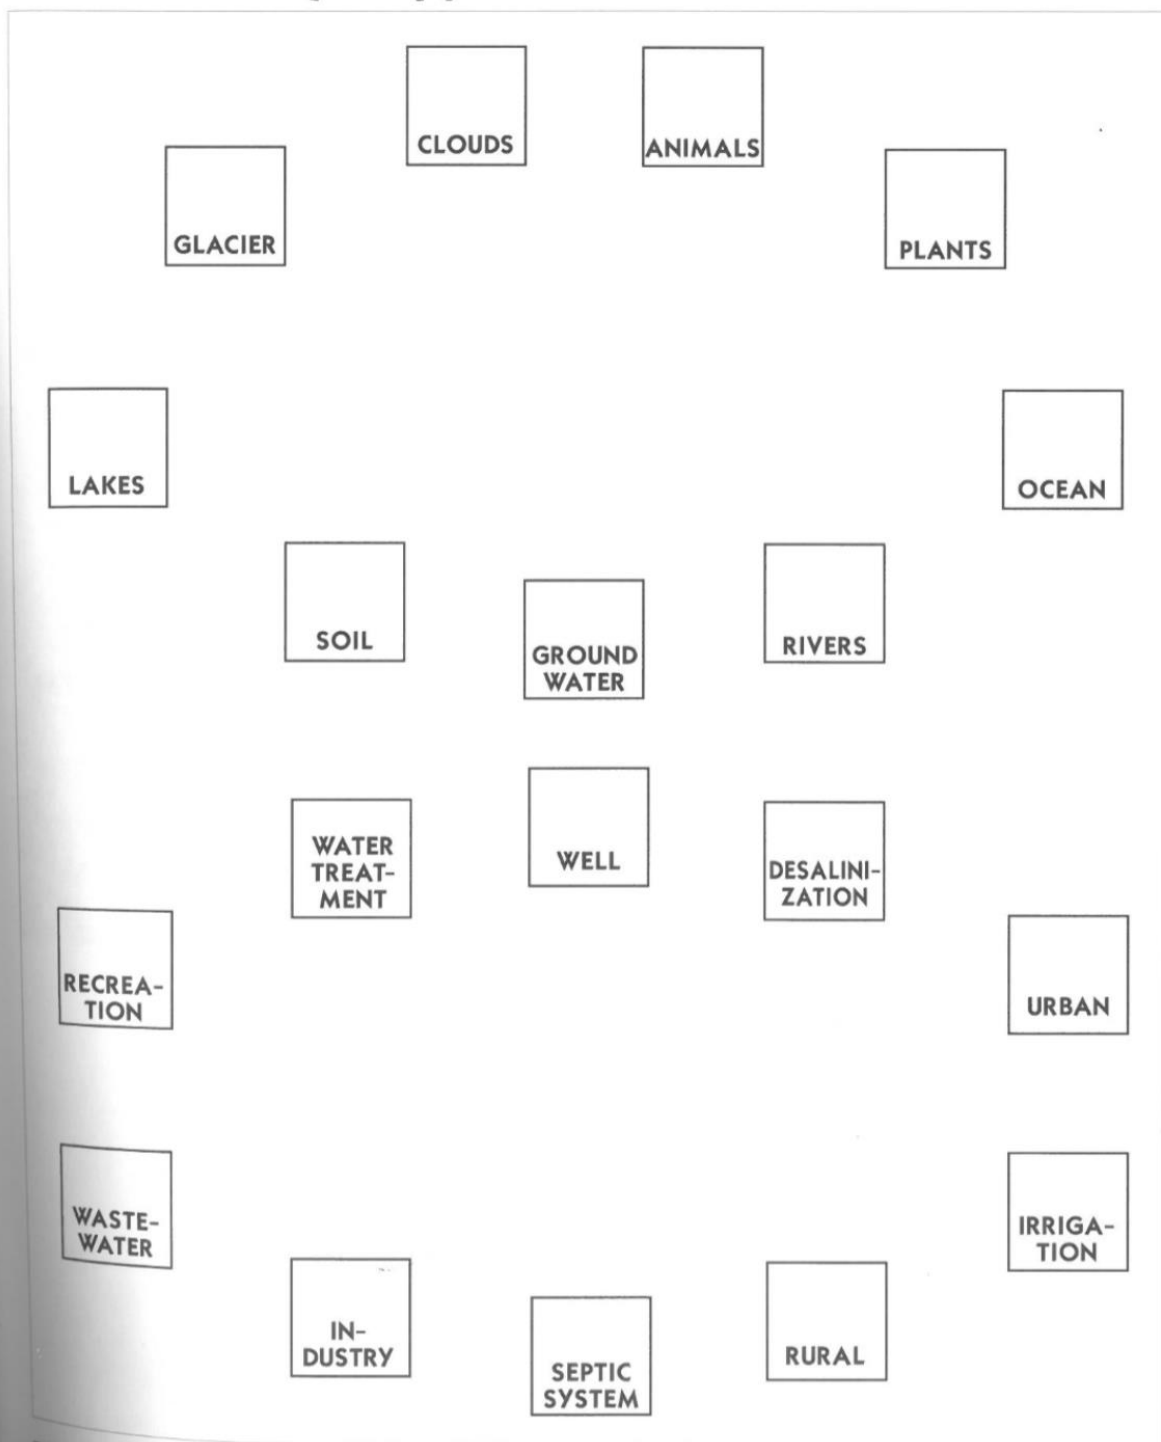 CLOUDS
ANIMALS
GLACIER
PLANTS
LAKES
OCEAN
SOIL
GROUND
WATER
RIVERS
WATER
TREAT-
MENT
WELL
DESALINI-
ZATION
RECREA-
TION
URBAN
WASTE-
WATER
IRRIGA-
TION
IN-
DUSTRY
SEPTIC
SYSTEM
RURAL